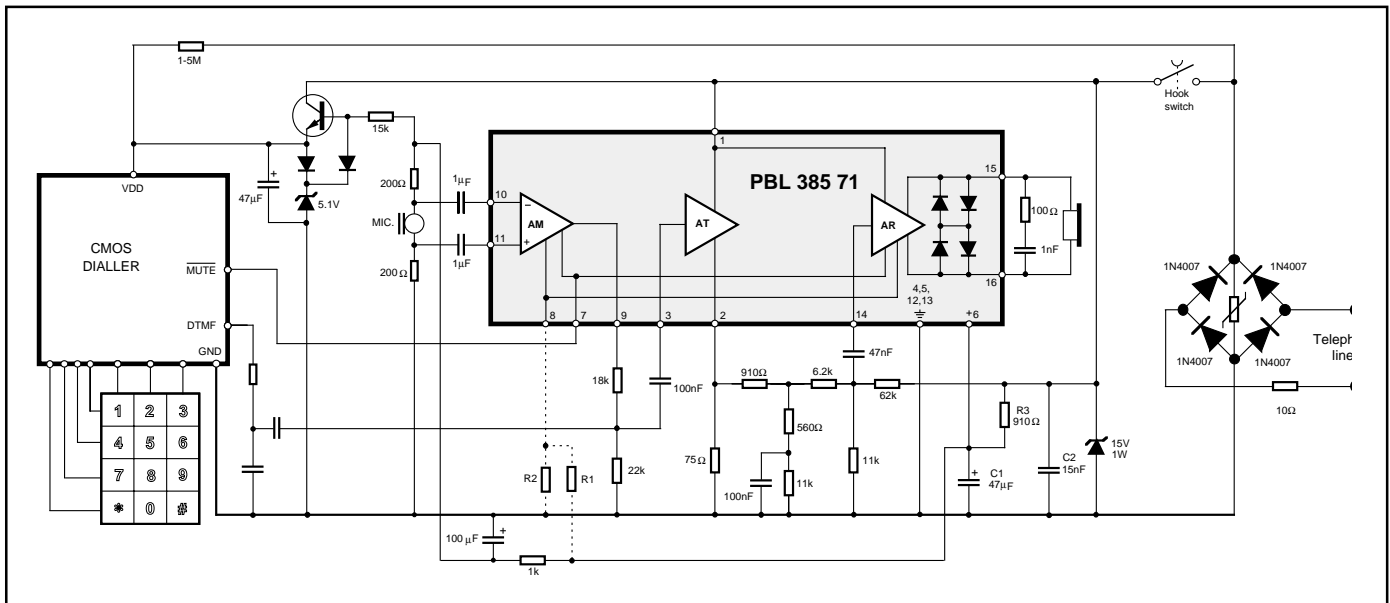 1-5M
Hook
switch
15k
1
15
VDD
47µF
+
5.1V
200Ω
1µF
10
PBL 385 71
100Ω
MIC.
AM
AT
AR
−
+
11
1nF
CMOS
DIALLER
1µF
200 Ω
16
1N4007
1N4007
MUTE
4,5,
12,13
DTMF
8
7
9
3
2
14
+6
Teleph
line
GND
47nF
1N4007
1N4007
18k
100nF
910Ω
6.2k
62k
10Ω
1 2 3
R3
910Ω
560Ω
4 5 6
15V
1W
75Ω
11k
C2
15nF
7 8 9
R2
R1
22k
100nF
11k
+
C1
47µF
* 0 #
100 µF
+
1k